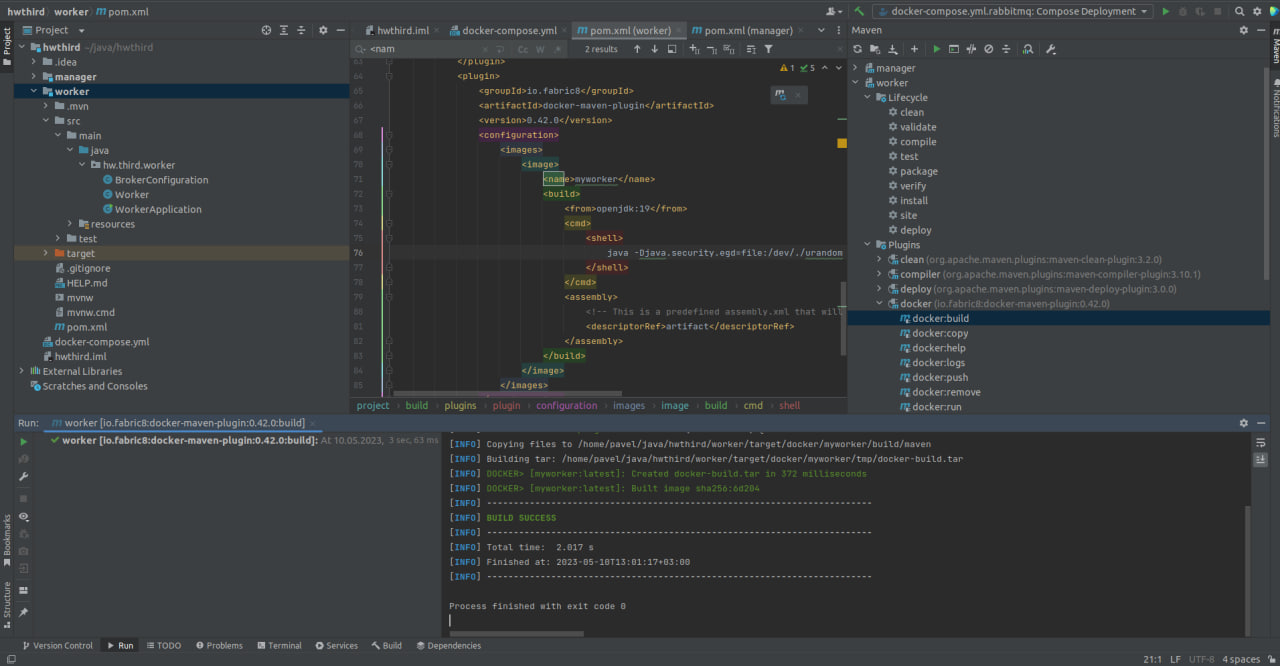 hwthird › worker › pom.xml
docker-compose.yml.rabbitmq: Compose Deployment
Project
hwthird.iml
docker-compose.yml
pom.xml (worker)
pom.xml (manager)
Maven
<nam
Cc W .*
2 results
hwthird ~/java/hwthird
.idea
manager
worker
.mvn
src
main
java
hw.third.worker
BrokerConfiguration
Worker
WorkerApplication
resources
test
target
.gitignore
HELP.md
mvnw
mvnw.cmd
pom.xml
docker-compose.yml
hwthird.iml
External Libraries
Scratches and Consoles
1 5
63 </plugin>
64 <plugin>
65 <groupId>io.fabric8</groupId>
66 <artifactId>docker-maven-plugin</artifactId>
67 <version>0.42.0</version>
68 <configuration>
69 <images>
70 <image>
71 <name>myworker</name>
72 <build>
73 <from>openjdk:19</from>
74 <cmd>
75 <shell>
76 java -Djava.security.egd=file:/dev/./urandom
77 </shell>
78 </cmd>
79 <assembly>
80 <!-- This is a predefined assembly.xml that will
81 <descriptorRef>artifact</descriptorRef>
82 </assembly>
83 </build>
84 </image>
85 </images>
project › build › plugins › plugin › configuration › images › image › build › cmd › shell
manager
worker
Lifecycle
clean
validate
compile
test
package
verify
install
site
deploy
Plugins
clean (org.apache.maven.plugins:maven-clean-plugin:3.2.0)
compiler (org.apache.maven.plugins:maven-compiler-plugin:3.10.1)
deploy (org.apache.maven.plugins:maven-deploy-plugin:3.0.0)
docker (io.fabric8:docker-maven-plugin:0.42.0)
docker:build
docker:copy
docker:help
docker:logs
docker:push
docker:remove
docker:run
Project
Bookmarks
Structure
Maven
Notifications
Run:
worker [io.fabric8:docker-maven-plugin:0.42.0:build]
worker [io.fabric8:docker-maven-plugin:0.42.0:build]: At 10.05.2023, 3 sec, 63 ms
[INFO] Copying files to /home/pavel/java/hwthird/worker/target/docker/myworker/build/maven
[INFO] Building tar: /home/pavel/java/hwthird/worker/target/docker/myworker/tmp/docker-build.tar
[INFO] DOCKER> [myworker:latest]: Created docker-build.tar in 372 milliseconds
[INFO] DOCKER> [myworker:latest]: Built image sha256:6d204
[INFO] ------------------------------------------------------------------------
[INFO] BUILD SUCCESS
[INFO] ------------------------------------------------------------------------
[INFO] Total time:  2.017 s
[INFO] Finished at: 2023-05-10T13:01:17+03:00
[INFO] ------------------------------------------------------------------------
Process finished with exit code 0
Version Control
Run
TODO
Problems
Terminal
Services
Build
Dependencies
21:1 LF UTF-8 4 spaces